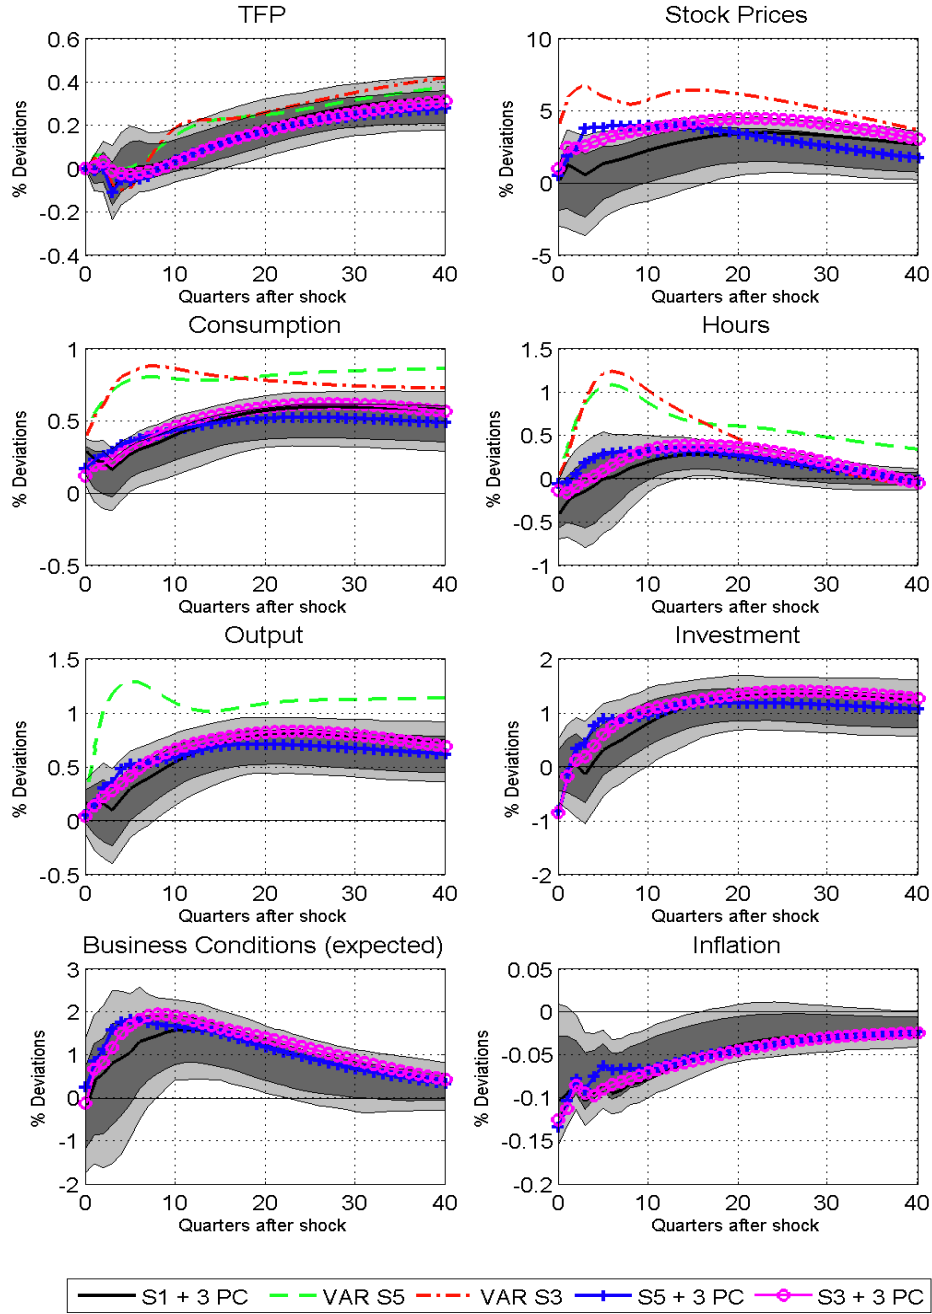 TFP
Stock Prices
0.6
0.4
0.2
0
-0.2
-0.4
% Deviations
0 10 20 30 40
Quarters after shock
10
5
0
-5
% Deviations
0 10 20 30 40
Quarters after shock
Consumption
Hours
1
0.5
0
0.5
% Deviations
0 10 20 30 40
Quarters after shock
1.5
1
0.5
0
-0.5
-1
% Deviations
0 10 20 30 40
Quarters after shock
Output
Investment
1.5
1
0.5
0
-0.5
% Deviations
0 10 20 30 40
Quarters after shock
2
1
0
-1
-2
% Deviations
0 10 20 30 40
Quarters after shock
Business Conditions (expected)
Inflation
3
2
1
0
-1
-2
% Deviations
0 10 20 30 40
Quarters after shock
0.05
0
-0.05
-0.1
-0.15
-0.2
% Deviations
0 10 20 30 40
Quarters after shock
S1 + 3 PC VAR S5 VAR S3 S5 + 3 PC S3 + 3 PC